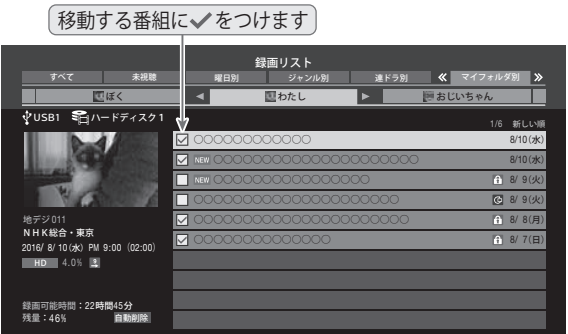 移動する番組に✓をつけます
録画リスト
すべて 未視聴 曜日別 ジャンル別 連ドラ別 ≪ マイフォルダ別 ≫
ぼく ◀ わたし ▶ おじいちゃん
USB1 ハードディスク1 1/6 新しい順
〇〇〇〇〇〇〇〇〇〇〇〇 8/10(水)
NEW 〇〇〇〇〇〇〇〇〇〇〇〇〇〇〇〇〇〇〇〇〇 8/10(水)
NEW 〇〇〇〇〇〇〇〇〇〇〇〇〇〇〇〇 8/ 9(火)
〇〇〇〇〇〇〇〇〇〇〇〇〇〇〇〇〇〇〇〇〇 8/ 9(火)
〇〇〇〇〇〇〇〇〇〇〇〇〇〇〇〇〇〇〇〇〇〇 8/ 8(月)
〇〇〇〇〇〇〇〇〇〇〇〇〇〇 8/ 7(日)
地デジ011
NHK総合・東京
2016/ 8/10(水) PM 9:00 (02:00)
HD 4.0%
録画可能時間：22時間45分
残量：46% 自動削除